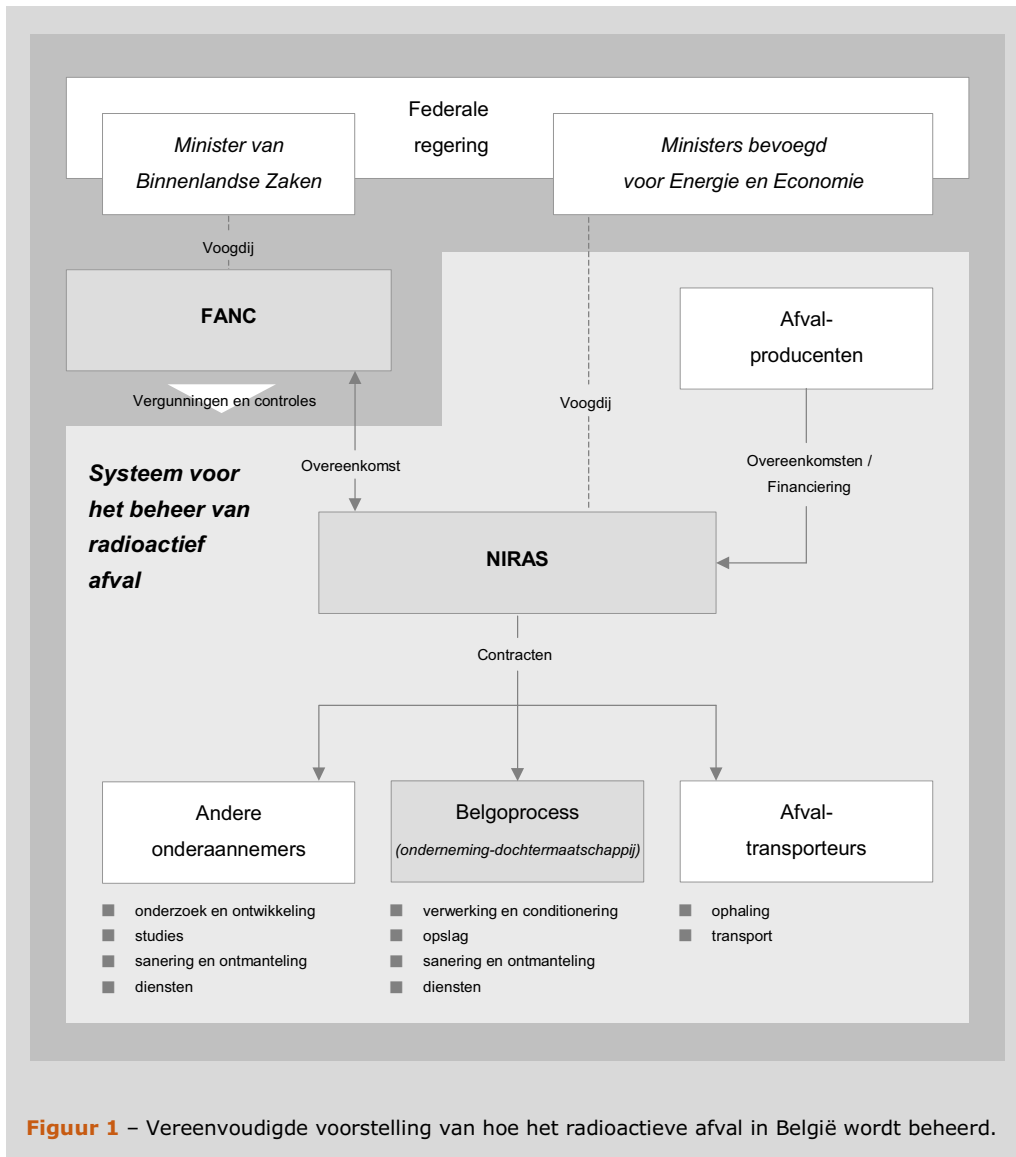 Federale
regering
Minister van
Binnenlandse Zaken
Ministers bevoegd
voor Energie en Economie
Voogdij
FANC
Vergunningen en controles
Afval-
producenten
Voogdij
Overeenkomst
Overeenkomsten /
Financiering
Systeem voor
het beheer van
radioactief
afval
NIRAS
Contracten
Andere
onderaannemers
onderzoek en ontwikkeling
studies
sanering en ontmanteling
diensten
Belgoprocess
(onderneming-dochtermaatschappij)
verwerking en conditionering
opslag
sanering en ontmanteling
diensten
Afval-
transporteurs
ophaling
transport
Figuur 1 – Vereenvoudigde voorstelling van hoe het radioactieve afval in België wordt beheerd.